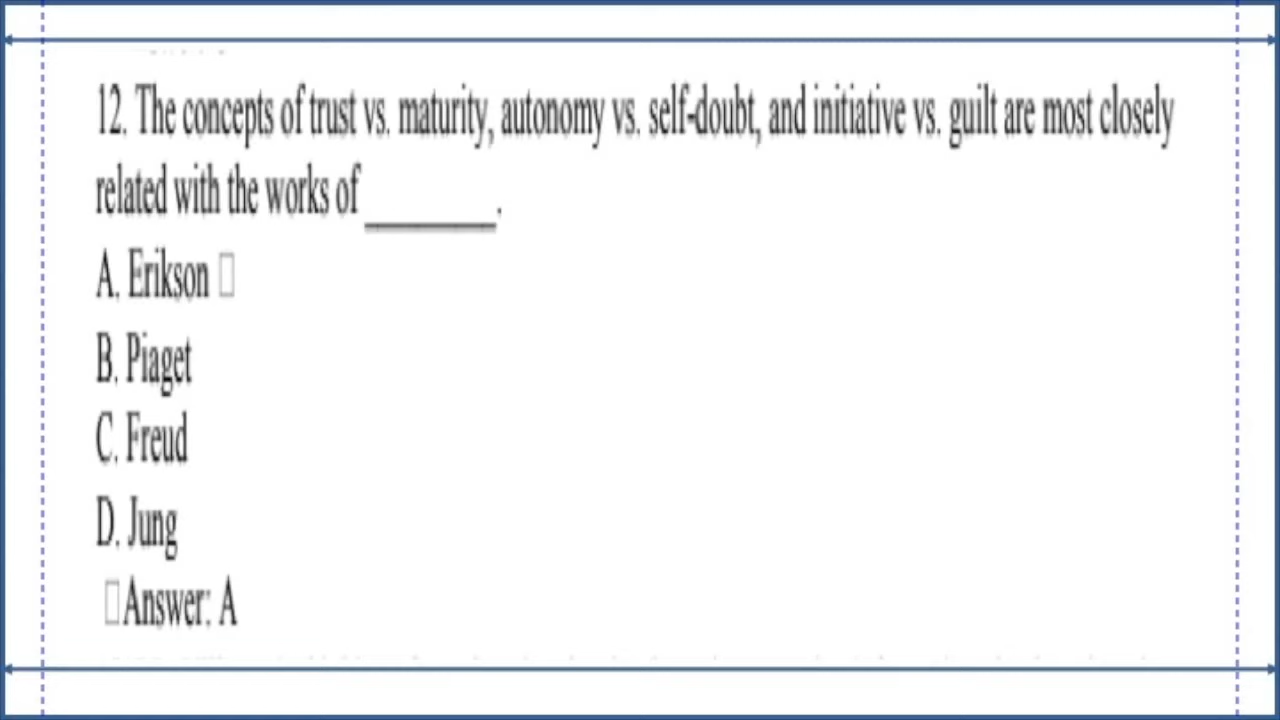 12. The concepts of trust vs. maturity, autonomy vs. self-doubt, and initiative vs. guilt are most closely
related with the works of __________.
A. Erikson 
B. Piaget
C. Freud
D. Jung
Answer: A